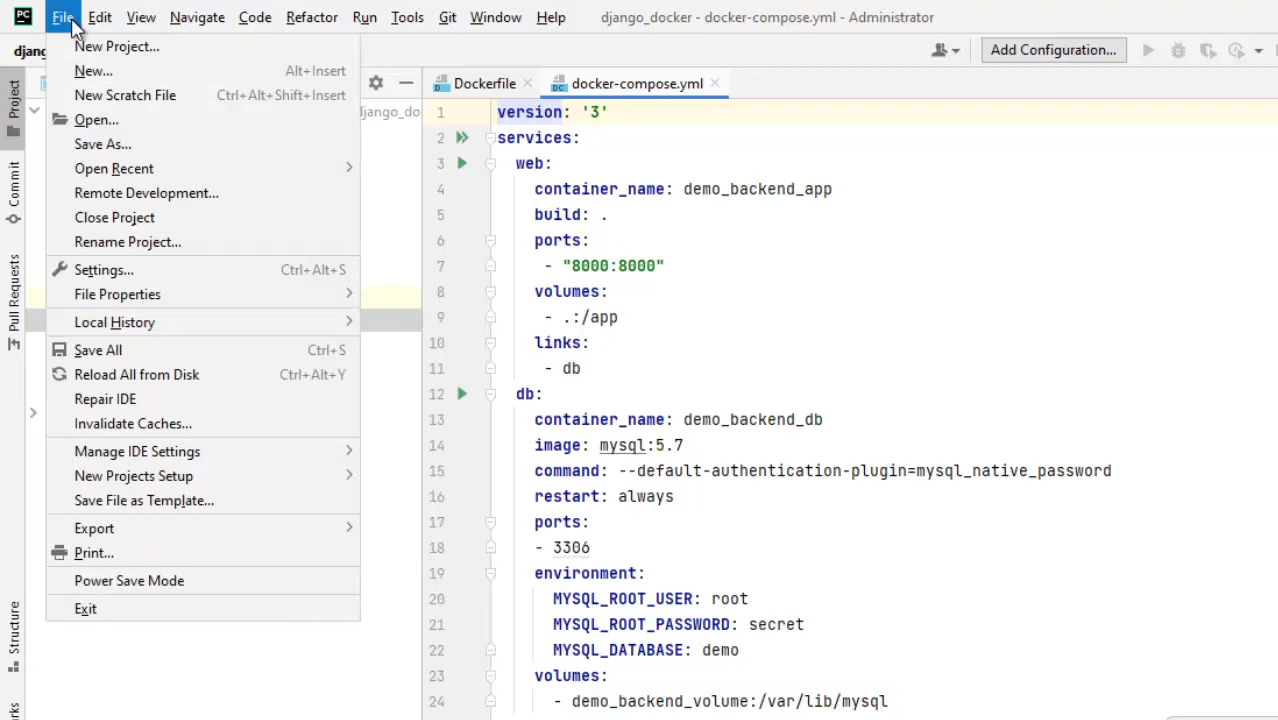 PC File Edit View Navigate Code Refactor Run Tools Git Window Help django_docker - docker-compose.yml - Administrator
Add Configuration...
New Project...
New... Alt+Insert
New Scratch File Ctrl+Alt+Shift+Insert
Open...
Save As...
Open Recent
Remote Development...
Close Project
Rename Project...
Settings... Ctrl+Alt+S
File Properties
Local History
Save All Ctrl+S
Reload All from Disk Ctrl+Alt+Y
Repair IDE
Invalidate Caches...
Manage IDE Settings
New Projects Setup
Save File as Template...
Export
Print...
Power Save Mode
Exit
Project
Commit
Pull Requests
Structure
Dockerfile docker-compose.yml
1 version: '3'
2 services:
3 web:
4 container_name: demo_backend_app
5 build: .
6 ports:
7 - "8000:8000"
8 volumes:
9 - .:/app
10 links:
11 - db
12 db:
13 container_name: demo_backend_db
14 image: mysql:5.7
15 command: --default-authentication-plugin=mysql_native_password
16 restart: always
17 ports:
18 - 3306
19 environment:
20 MYSQL_ROOT_USER: root
21 MYSQL_ROOT_PASSWORD: secret
22 MYSQL_DATABASE: demo
23 volumes:
24 - demo_backend_volume:/var/lib/mysql